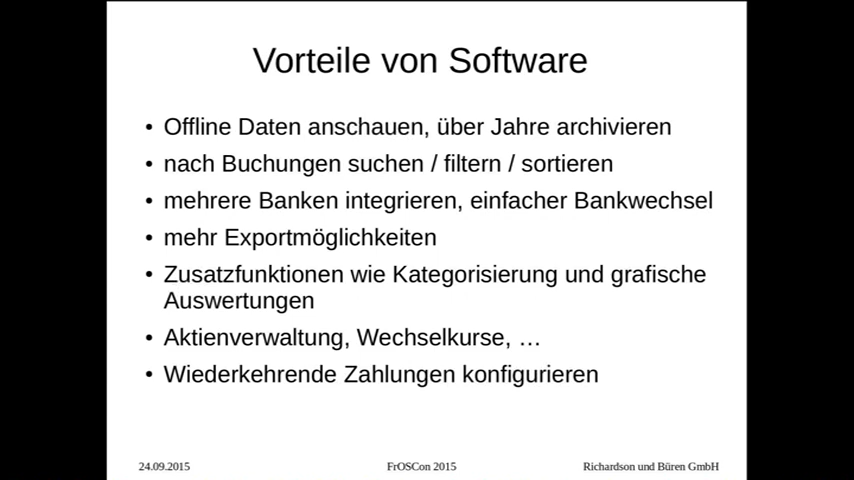 Vorteile von Software
• Offline Daten anschauen, über Jahre archivieren
• nach Buchungen suchen / filtern / sortieren
• mehrere Banken integrieren, einfacher Bankwechsel
• mehr Exportmöglichkeiten
• Zusatzfunktionen wie Kategorisierung und grafische
Auswertungen
• Aktienverwaltung, Wechselkurse, …
• Wiederkehrende Zahlungen konfigurieren
24.09.2015 FrOSCon 2015 Richardson und Büren GmbH